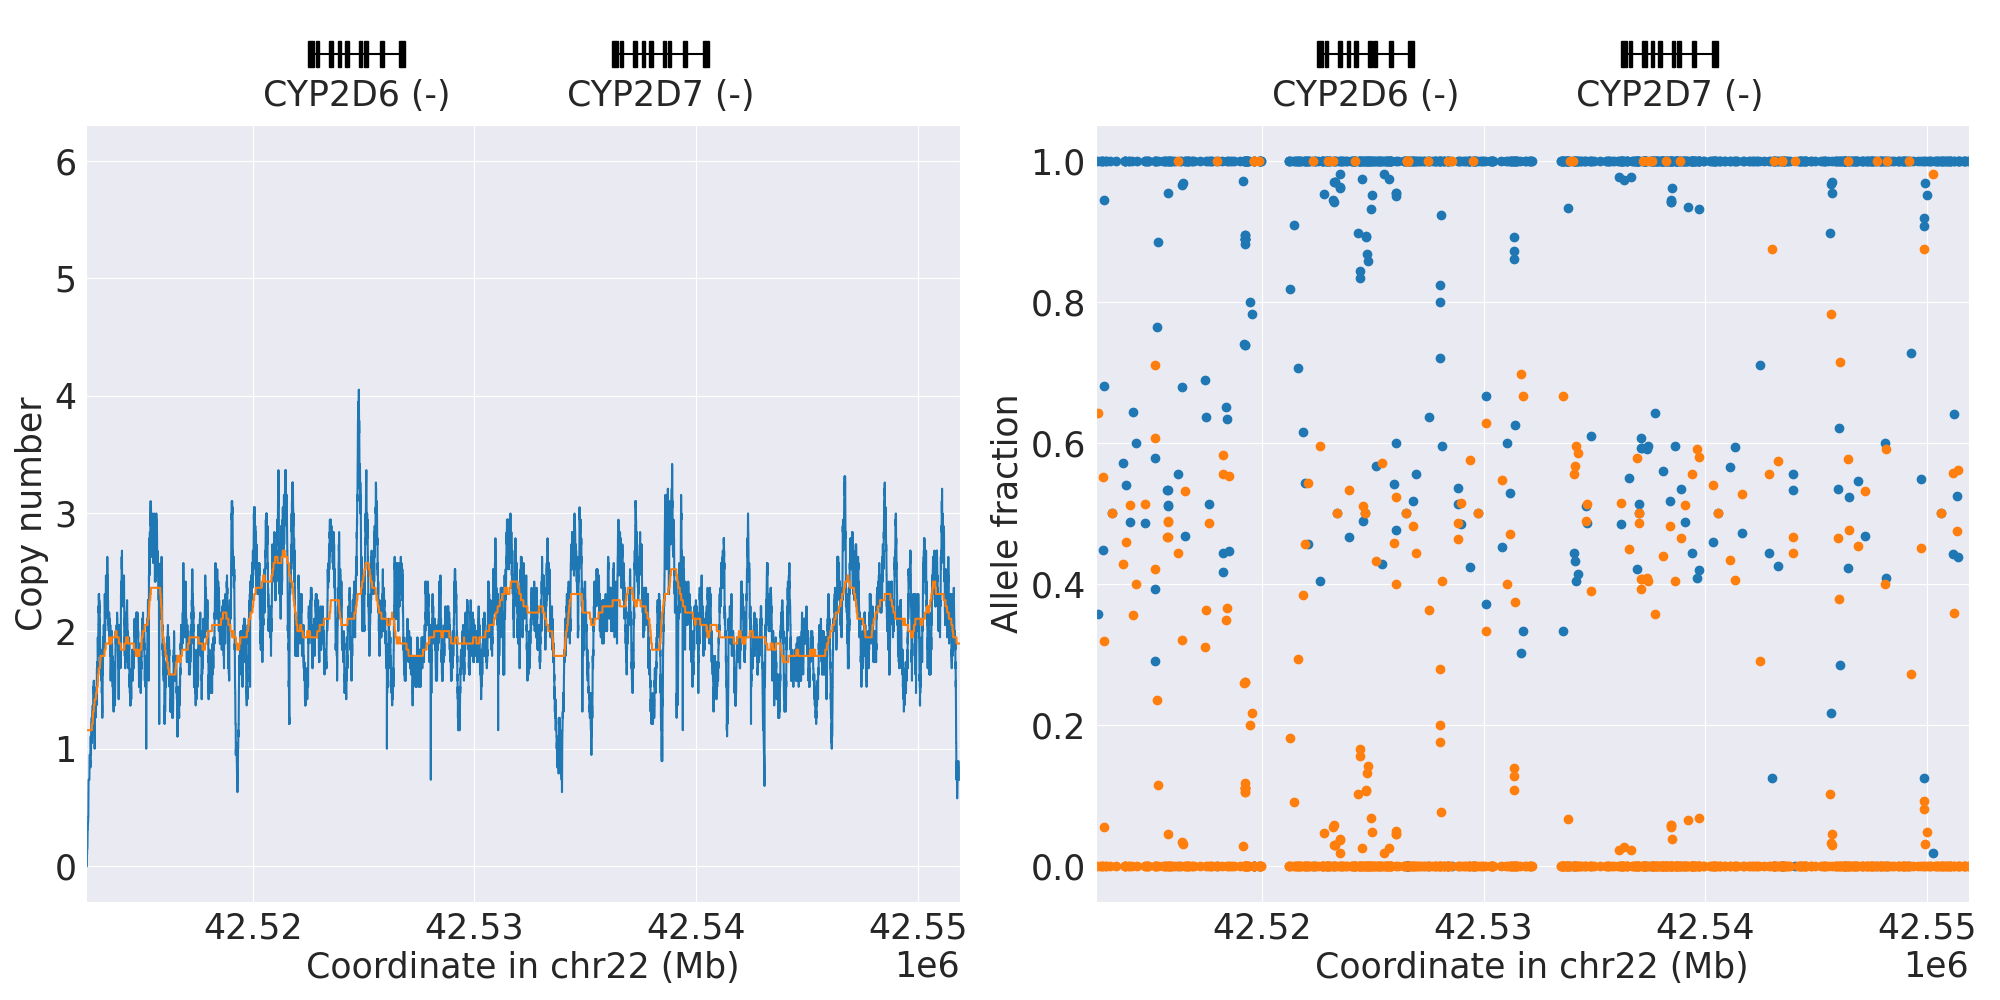 CYP2D6 (-) CYP2D7 (-)
6
5
4
3
2
1
0
Copy number
42.52 42.53 42.54 42.55
Coordinate in chr22 (Mb)
1e6
CYP2D6 (-) CYP2D7 (-)
1.0
0.8
0.6
0.4
0.2
0.0
Allele fraction
42.52 42.53 42.54 42.55
Coordinate in chr22 (Mb)
1e6